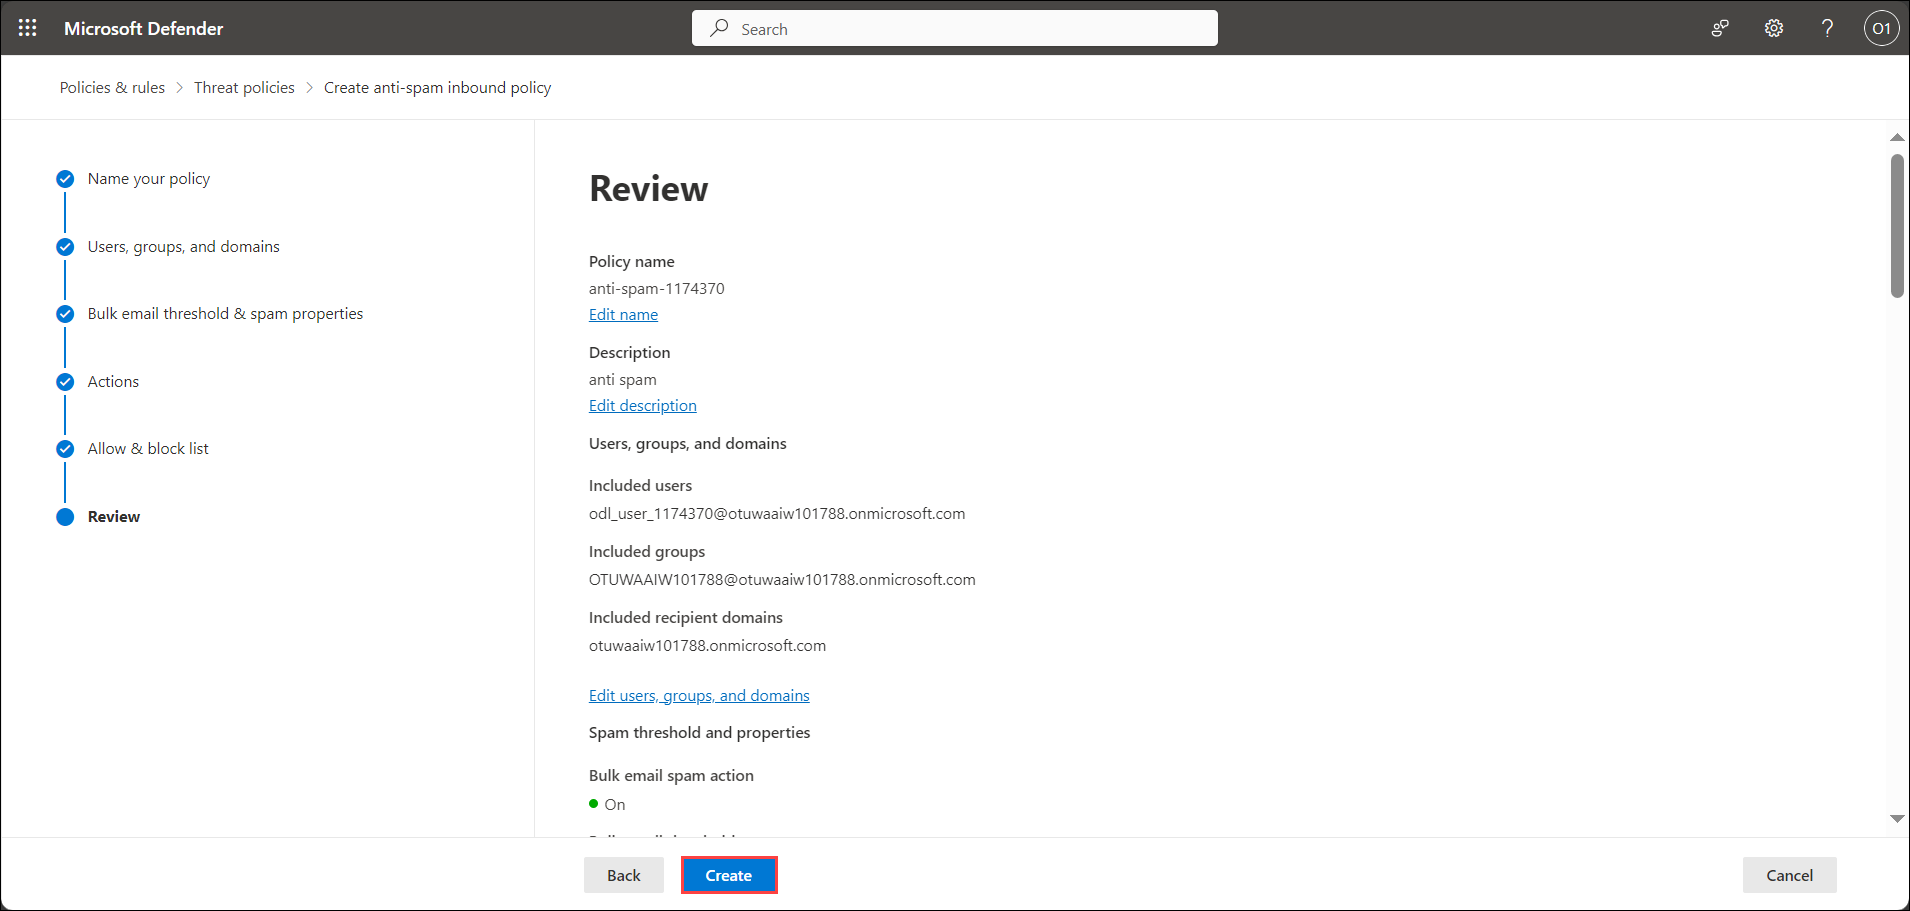 Microsoft Defender
Search
?
O1
Policies & rules > Threat policies > Create anti-spam inbound policy
Name your policy
Users, groups, and domains
Bulk email threshold & spam properties
Actions
Allow & block list
Review
Review
Policy name
anti-spam-1174370
Edit name
Description
anti spam
Edit description
Users, groups, and domains
Included users
odl_user_1174370@otuwaaiw101788.onmicrosoft.com
Included groups
OTUWAAIW101788@otuwaaiw101788.onmicrosoft.com
Included recipient domains
otuwaaiw101788.onmicrosoft.com
Edit users, groups, and domains
Spam threshold and properties
Bulk email spam action
On
Back
Create
Cancel